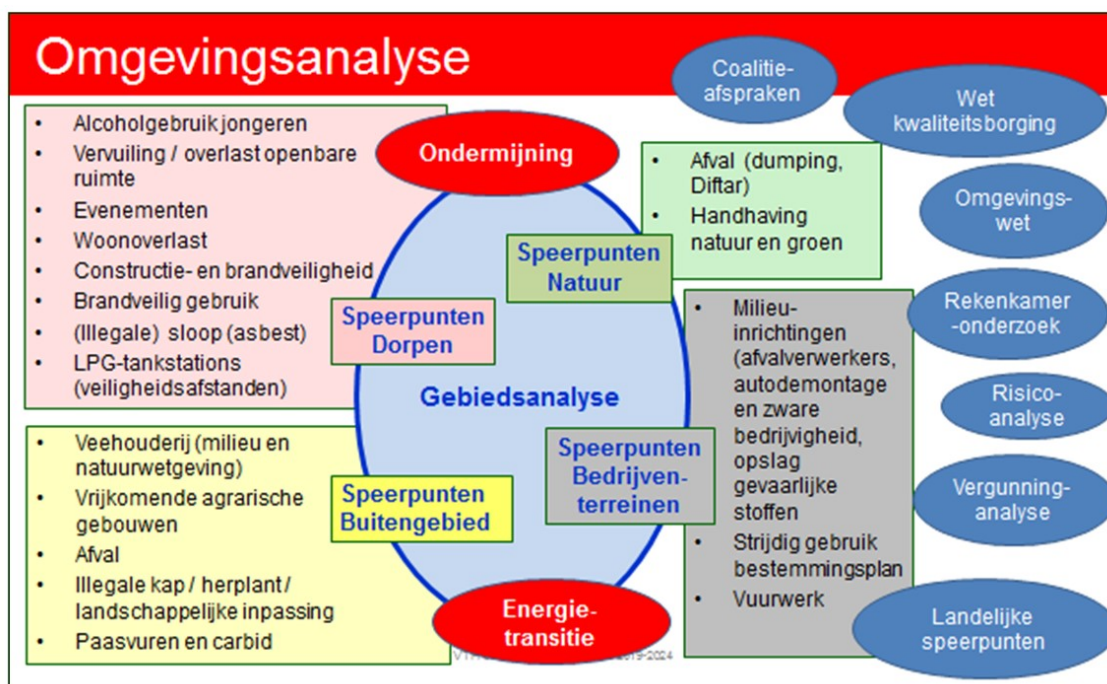 Omgevingsanalyse
Coalitie-
afspraken
Wet
kwaliteitsborging
Omgevings-
wet
Rekenkamer
-onderzoek
Risico-
analyse
Vergunning-
analyse
Landelijke
speerpunten
• Alcoholgebruik jongeren
• Vervuiling / overlast openbare
ruimte
• Evenementen
• Woonoverlast
• Constructie- en brandveiligheid
• Brandveilig gebruik
• (Illegale) sloop (asbest)
• LPG-tankstations
(veiligheidsafstanden)
Ondermijning
• Afval (dumping,
Diftar)
• Handhaving
natuur en groen
Speerpunten
Natuur
Speerpunten
Dorpen
Gebiedsanalyse
• Milieu-
inrichtingen
(afvalverwerkers,
autodemontage
en zware
bedrijvigheid,
opslag
gevaarlijke
stoffen
• Strijdig gebruik
bestemmingsplan
• Vuurwerk
Speerpunten
Bedrijven-
terreinen
• Veehouderij (milieu en
natuurwetgeving)
• Vrijkomende agrarische
gebouwen
• Afval
• Illegale kap / herplant /
landschappelijke inpassing
• Paasvuren en carbid
Speerpunten
Buitengebied
Energie-
transitie
2019-2024